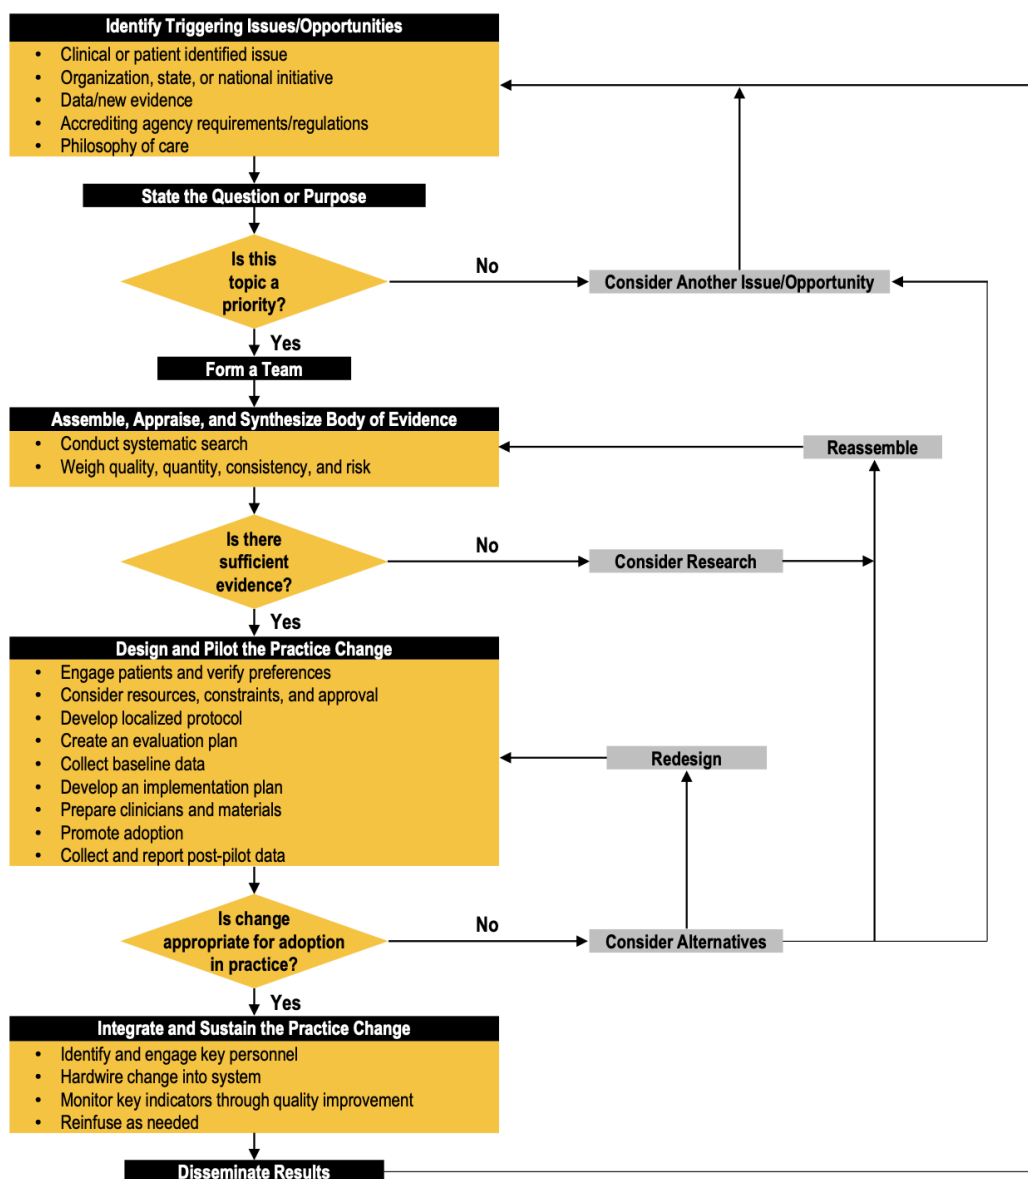 Identify Triggering Issues/Opportunities
• Clinical or patient identified issue
• Organization, state, or national initiative
• Data/new evidence
• Accrediting agency requirements/regulations
• Philosophy of care
State the Question or Purpose
Is this
topic a
priority?
No
Consider Another Issue/Opportunity
Yes
Form a Team
Assemble, Appraise, and Synthesize Body of Evidence
• Conduct systematic search
• Weigh quality, quantity, consistency, and risk
Reassemble
Is there
sufficient
evidence?
No
Consider Research
Yes
Design and Pilot the Practice Change
• Engage patients and verify preferences
• Consider resources, constraints, and approval
• Develop localized protocol
• Create an evaluation plan
• Collect baseline data
• Develop an implementation plan
• Prepare clinicians and materials
• Promote adoption
• Collect and report post-pilot data
Redesign
Is change
appropriate for adoption
in practice?
No
Consider Alternatives
Yes
Integrate and Sustain the Practice Change
• Identify and engage key personnel
• Hardwire change into system
• Monitor key indicators through quality improvement
• Reinfuse as needed
Disseminate Results